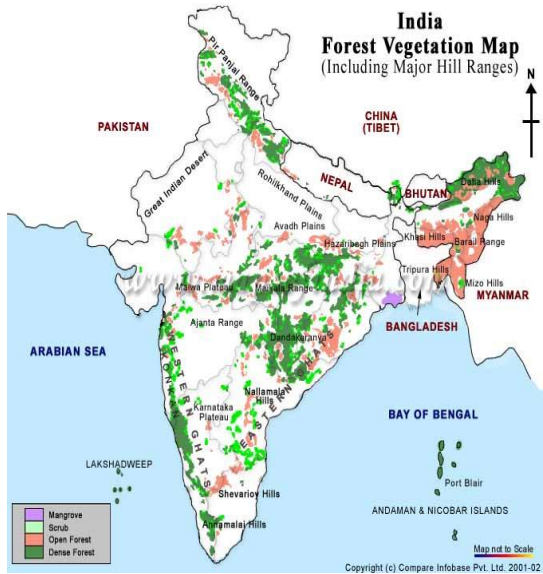 India
Forest Vegetation Map
(Including Major Hill Ranges)
N
Pir Panjal Range
CHINA
(TIBET)
PAKISTAN
Great Indian Desert
Rohilkhand Plains
NEPAL
BHUTAN
Dafla Hills
Avadh Plains
Naga Hills
Hazaribagh Plains
Khasi Hills
Barail Range
Tripura Hills
Malwa Plateau
Maikala Range
Mizo Hills
MYANMAR
Ajanta Range
BANGLADESH
Dandakaranya
ARABIAN SEA
WESTERN GHATS
KONKAN
EASTERN GHATS
Nallamala
Hills
Karnataka
Plateau
BAY OF BENGAL
LAKSHADWEEP
Port Blair
Shevaroy Hills
ANDAMAN & NICOBAR ISLANDS
Annamalai Hills
Mangrove
Scrub
Open Forest
Dense Forest
Map not to Scale
Copyright (c) Compare Infobase Pvt. Ltd. 2001-02